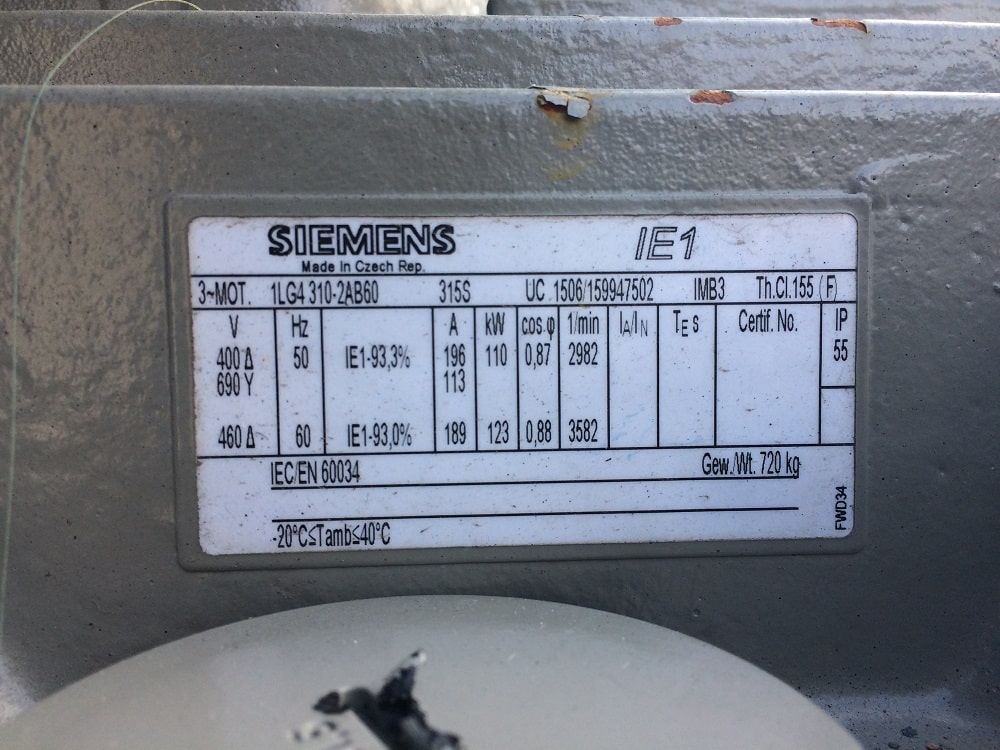 SIEMENS IE1
Made in Czech Rep.
3~MOT. 1LG4 310-2AB60 315S UC 1506/159947502 IMB3 Th.Cl.155 (F)
V Hz A kW cos φ 1/min IA/IN TE s Certif. No. IP
400 Δ 50 IE1-93,3% 196 110 0,87 2982 55
690 Y 113
460 Δ 60 IE1-93,0% 189 123 0,88 3582
IEC/EN 60034 Gew./Wt. 720 kg
-20°C≤Tamb≤40°C
FWD34